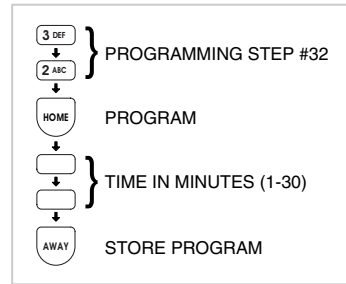 3 DEF
2 ABC
} PROGRAMMING STEP #32
HOME PROGRAM
} TIME IN MINUTES (1-30)
AWAY STORE PROGRAM